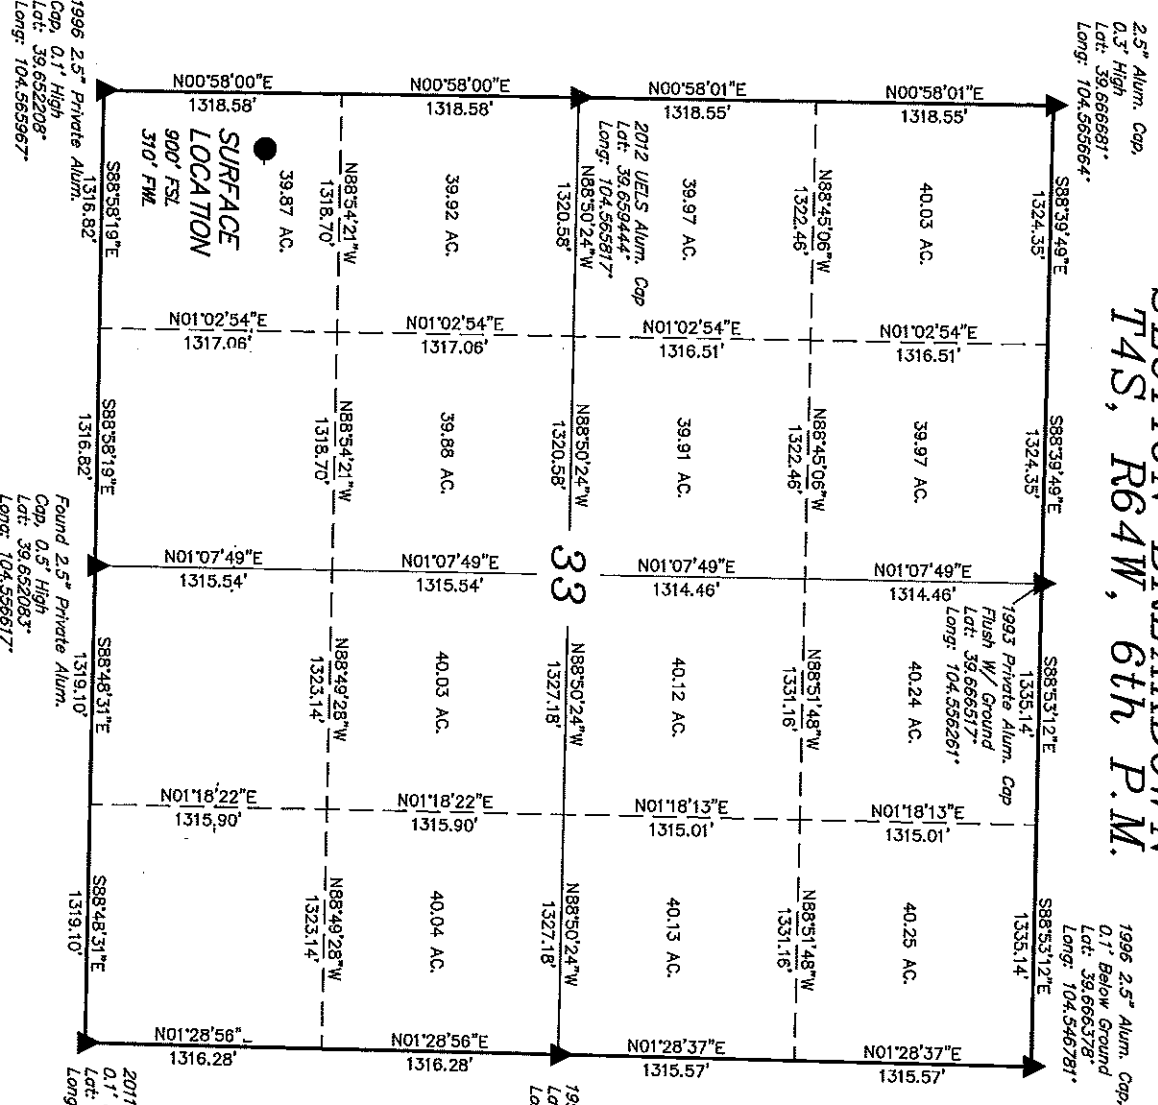 T4S, R64W, 6th P.M.
2.5" Alum. Cap,
0.3' High
Lat: 39.666681°
Long: 104.565664°
S88°39'49"E
1324.35'
S88°39'49"E
1324.35'
S88°53'12"E
1335.14'
S88°53'12"E
1335.14'
1996 2.5" Alum. Cap,
0.1' Below Ground
Lat: 39.666378°
Long: 104.546781°
1993 Private Alum. Cap
Flush W/ Ground
Lat: 39.666517°
Long: 104.556261°
N00°58'01"E
1318.55'
40.03 AC.
N01°02'54"E
1316.51'
39.97 AC.
N01°07'49"E
1314.46'
40.24 AC.
N01°18'13"E
1315.01'
40.25 AC.
N01°28'37"E
1315.57'
N88°45'06"W
1322.46'
N88°45'06"W
1322.46'
N88°51'48"W
1331.16'
N88°51'48"W
1331.16'
N00°58'01"E
1318.55'
39.97 AC.
N01°02'54"E
1316.51'
39.91 AC.
N01°07'49"E
1314.46'
40.12 AC.
N01°18'13"E
1315.01'
40.13 AC.
N01°28'37"E
1315.57'
2012 UELS Alum. Cap
Lat: 39.659444°
Long: 104.565817°
N88°50'24"W
1320.58'
N88°50'24"W
1320.58'
33
N88°50'24"W
1327.18'
N88°50'24"W
1327.18'
N00°58'00"E
1318.58'
39.92 AC.
N01°02'54"E
1317.06'
39.88 AC.
N01°07'49"E
1315.54'
40.03 AC.
N01°18'22"E
1315.90'
40.04 AC.
N01°28'56"E
1316.28'
N88°54'21"W
1318.70'
N88°54'21"W
1318.70'
N88°49'28"W
1323.14'
N88°49'28"W
1323.14'
N00°58'00"E
1318.58'
39.87 AC.
SURFACE
LOCATION
900' FSL
310' FWL
N01°02'54"E
1317.06'
N01°07'49"E
1315.54'
N01°18'22"E
1315.90'
N01°28'56"
1316.28'
S88°58'19"E
1316.82'
S88°58'19"E
1316.82'
S88°48'31"E
1319.10'
S88°48'31"E
1319.10'
1996 2.5" Private Alum.
Cap, 0.1' High
Lat: 39.652208°
Long: 104.565967°
Found 2.5" Private Alum.
Cap, 0.5' High
Lat: 39.652083°
Long: 104.556617°
2011
0.1'
Lat:
Long